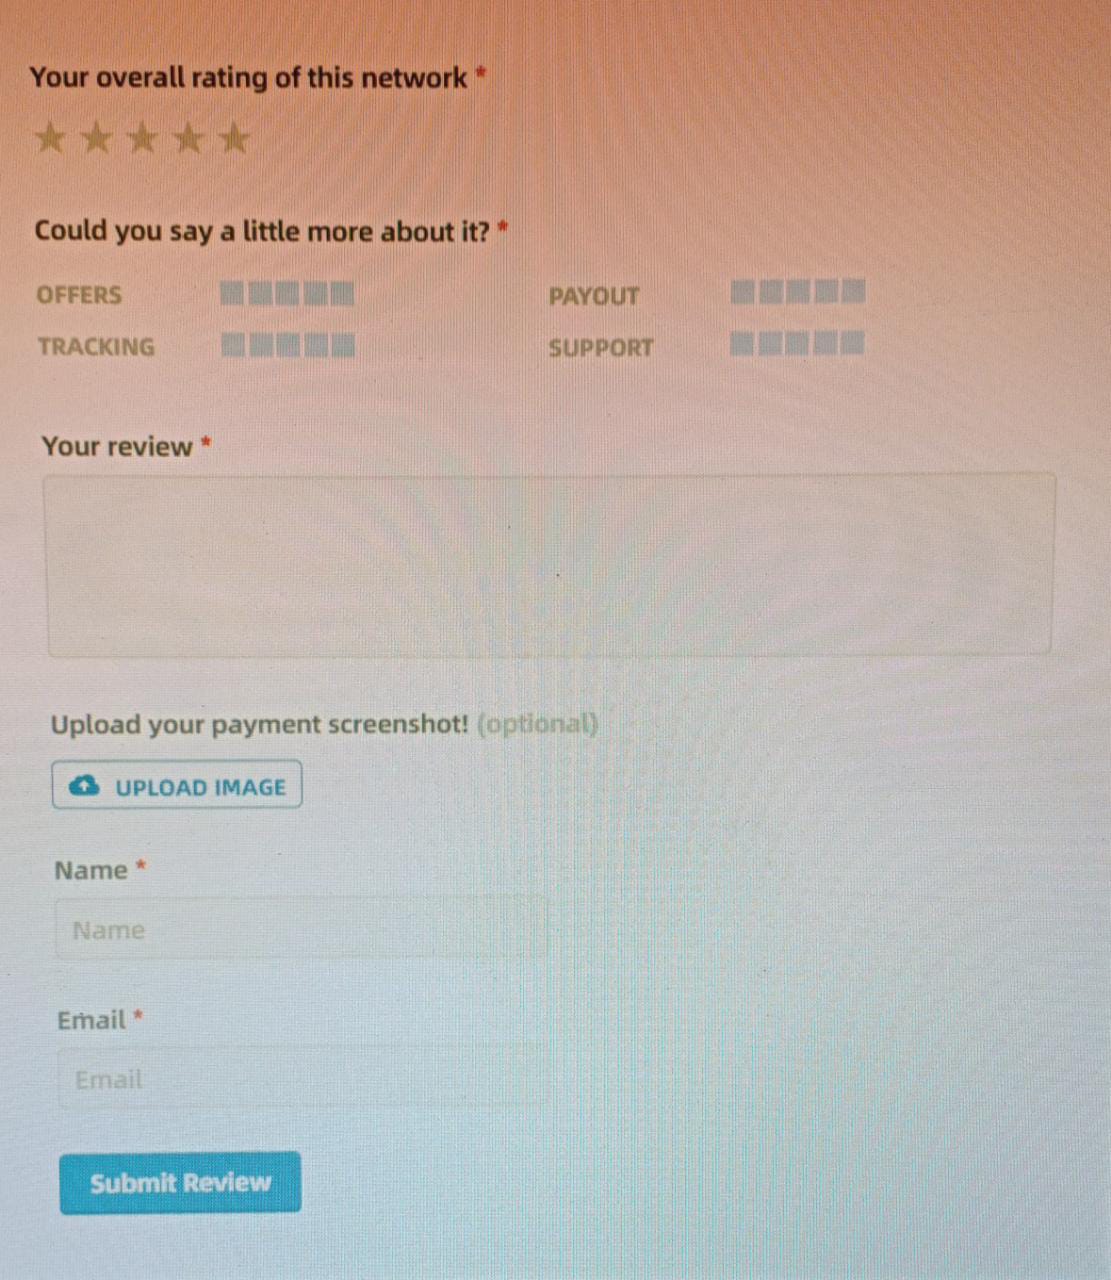 Your overall rating of this network *
Could you say a little more about it? *
OFFERS PAYOUT
TRACKING SUPPORT
Your review *
Upload your payment screenshot! (optional)
UPLOAD IMAGE
Name *
Name
Email *
Email
Submit Review